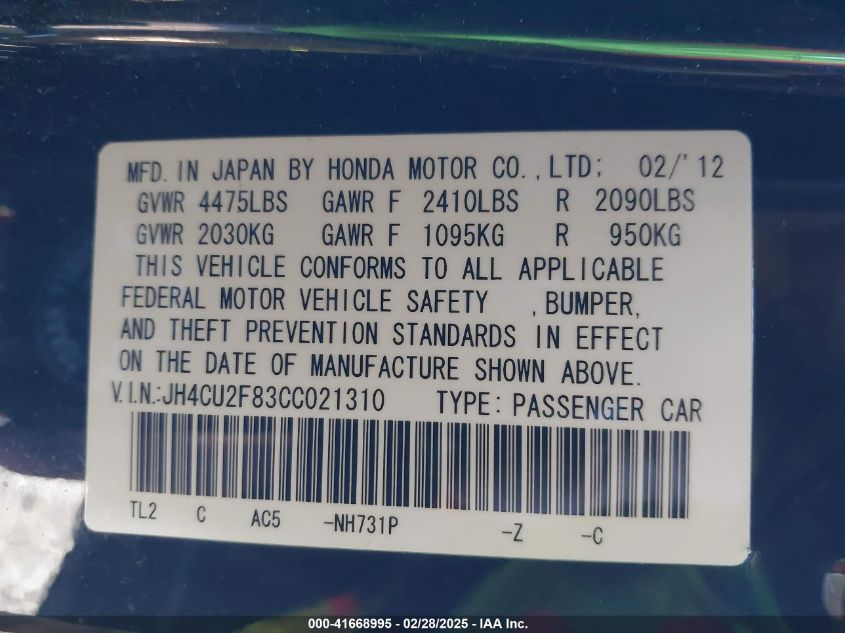 MFD. IN JAPAN BY HONDA MOTOR CO., LTD; 02/'12
GVWR 4475LBS GAWR F 2410LBS R 2090LBS
GVWR 2030KG GAWR F 1095KG R 950KG
THIS VEHICLE CONFORMS TO ALL APPLICABLE
FEDERAL MOTOR VEHICLE SAFETY , BUMPER,
AND THEFT PREVENTION STANDARDS IN EFFECT
ON THE DATE OF MANUFACTURE SHOWN ABOVE.
V.I.N.:JH4CU2F83CC021310 TYPE: PASSENGER CAR
TL2 C AC5 -NH731P -Z -C
000-41668995 - 02/28/2025 - IAA Inc.